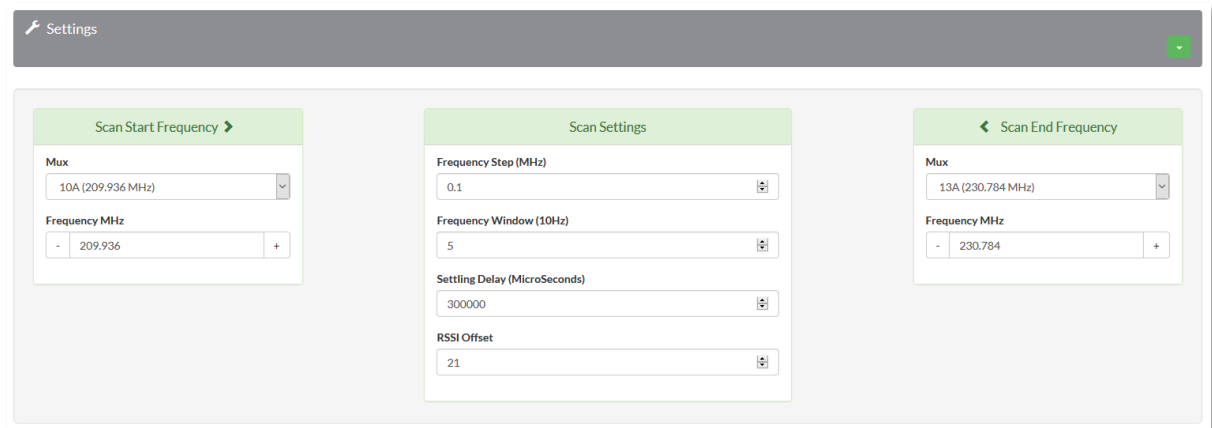 Settings
Scan Start Frequency
Mux
10A (209.936 MHz)
Frequency MHz
- 209.936 +
Scan Settings
Frequency Step (MHz)
0.1
Frequency Window (10Hz)
5
Settling Delay (MicroSeconds)
300000
RSSI Offset
21
Scan End Frequency
Mux
13A (230.784 MHz)
Frequency MHz
- 230.784 +